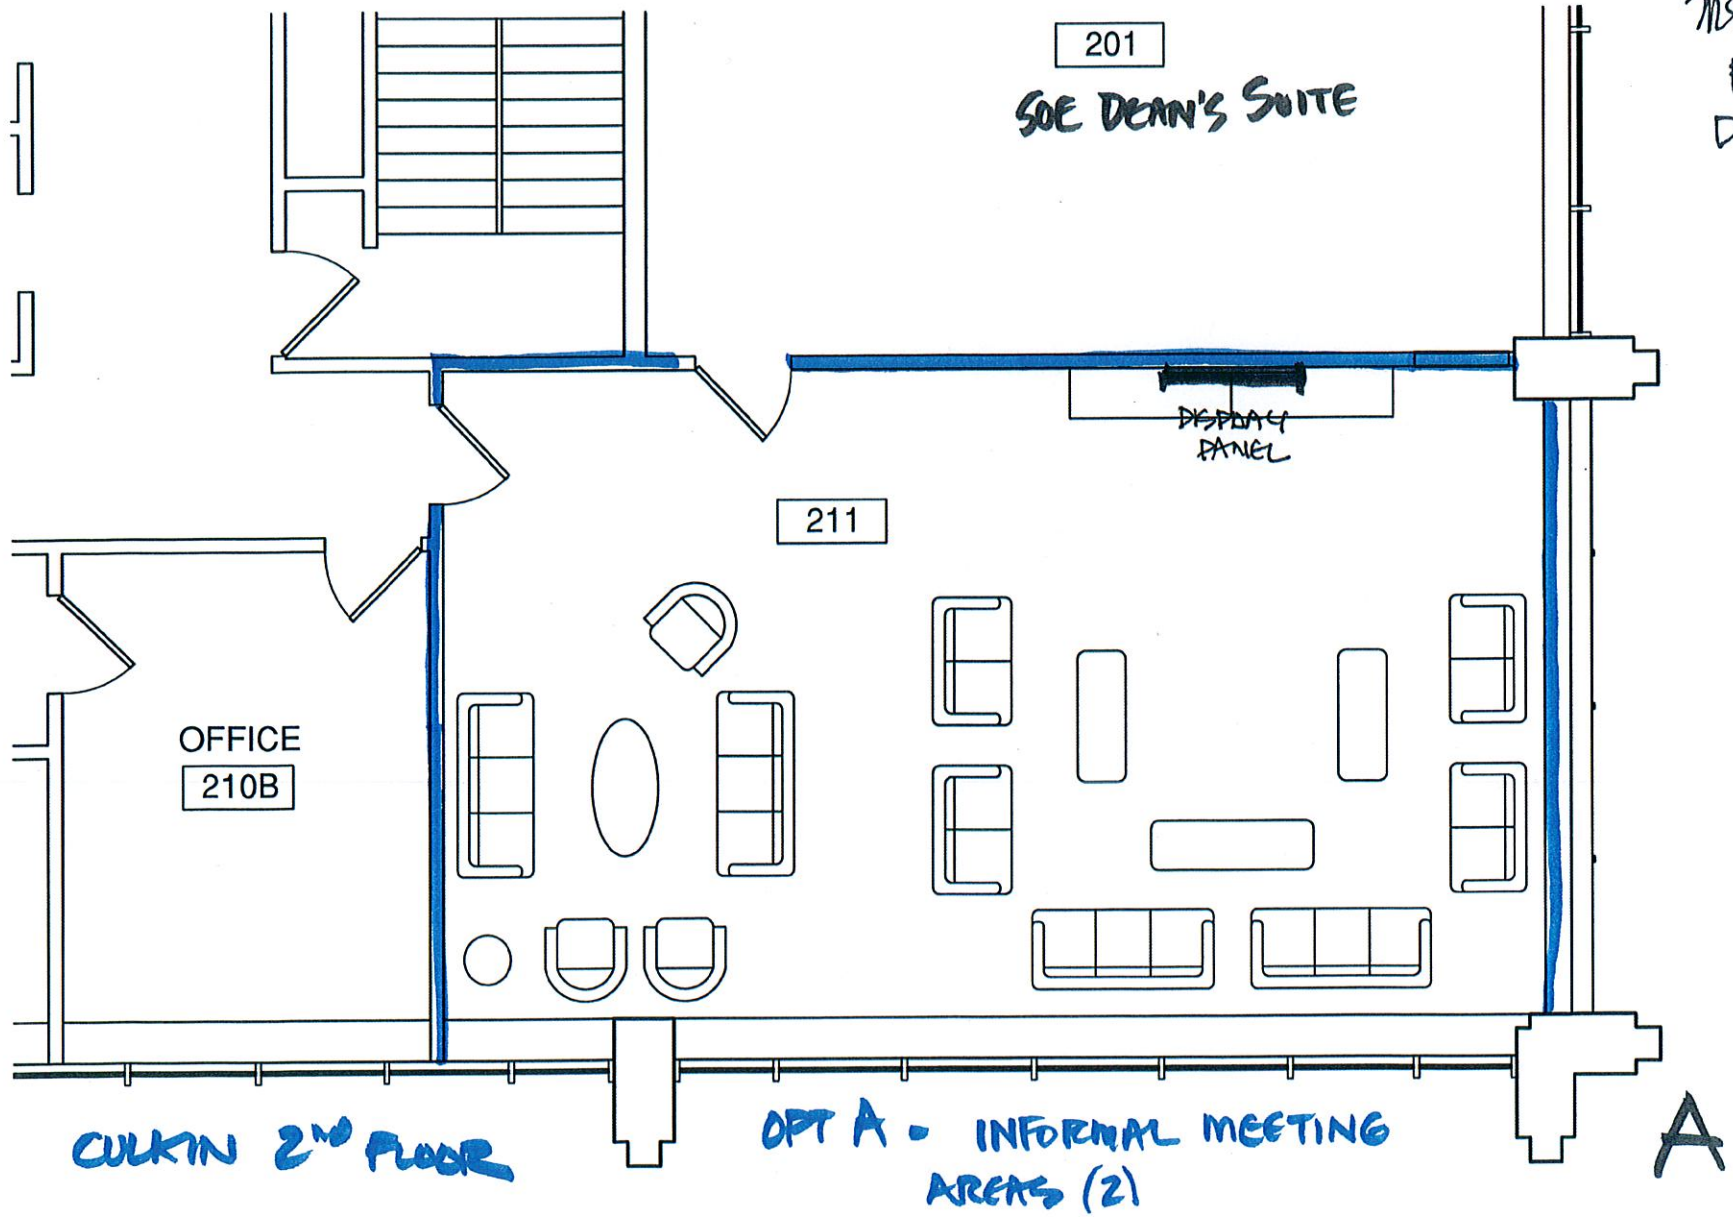 201
SOE DEAN'S SUITE
DISPLAY
PANEL
211
OFFICE
210B
CULKIN 2ND FLOOR
OPT A. INFORMAL MEETING
AREAS (2)
A